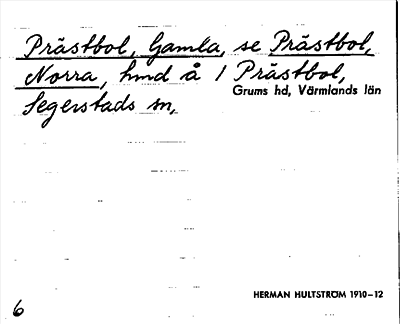 Prästbol, Gamla, se Prästbol,
Norra, hmd å 1 Prästbol,
Grums hd, Värmlands län
Segerstads sn,
HERMAN HULTSTRÖM 1910–12
6